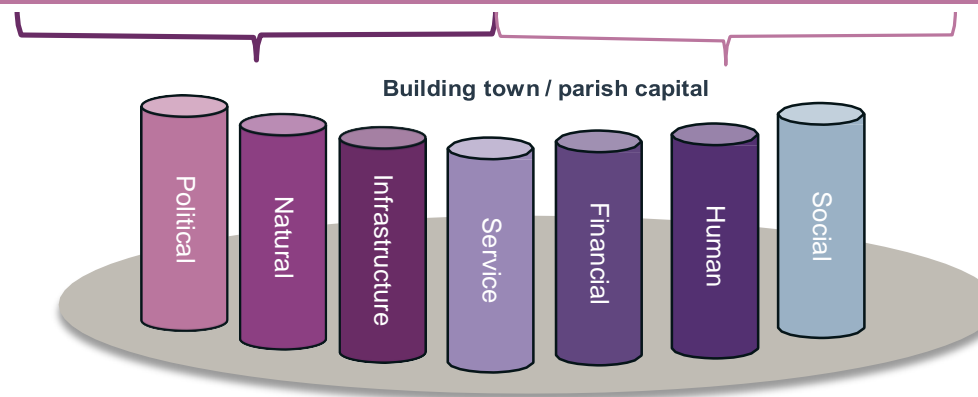 Building town / parish capital
Political
Natural
Infrastructure
Service
Financial
Human
Social